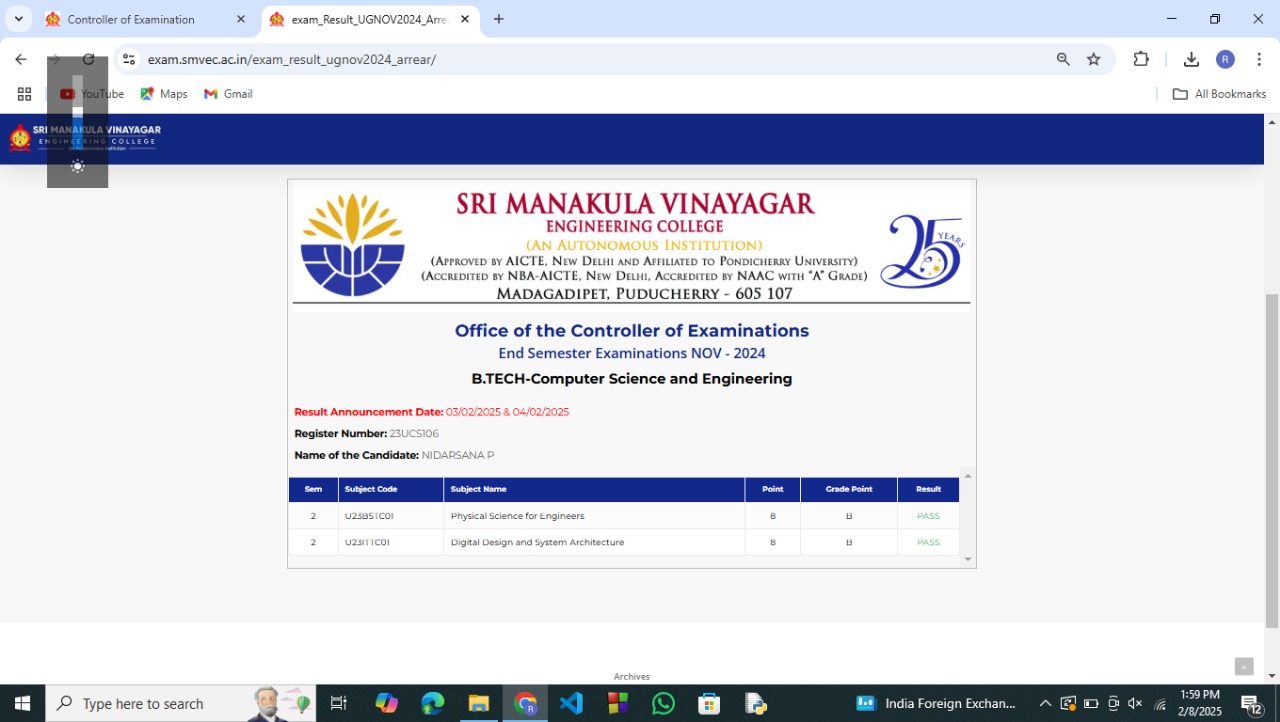 Controller of Examination
exam_Result_UGNOV2024_Arre
exam.smvec.ac.in/exam_result_ugnov2024_arrear/
R
YouTube
Maps
Gmail
All Bookmarks
SRI MANAKULA VINAYAGAR
ENGINEERING COLLEGE
SRI MANAKULA VINAYAGAR
ENGINEERING COLLEGE
(AN AUTONOMOUS INSTITUTION)
(APPROVED BY AICTE, NEW DELHI AND AFFILIATED TO PONDICHERRY UNIVERSITY)
(ACCREDITED BY NBA-AICTE, NEW DELHI, ACCREDITED BY NAAC WITH "A" GRADE)
MADAGADIPET, PUDUCHERRY - 605 107
25 YEARS
Office of the Controller of Examinations
End Semester Examinations NOV - 2024
B.TECH-Computer Science and Engineering
Result Announcement Date: 03/02/2025 & 04/02/2025
Register Number: 23UCS106
Name of the Candidate: NIDARSANA P
Sem Subject Code Subject Name Point Grade Point Result
2 U23BSTC01 Physical Science for Engineers 8 B PASS
2 U23ITTC01 Digital Design and System Architecture 8 B PASS
Archives
Type here to search
India Foreign Exchan...
1:59 PM
2/8/2025
12